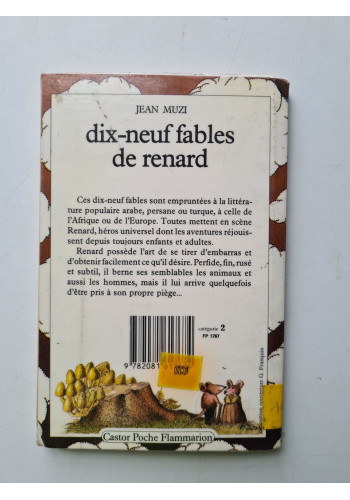 JEAN MUZI
dix-neuf fables
de renard
Ces dix-neuf fables sont empruntées à la littéra-
ture populaire arabe, persane ou turque, à celle de
l'Afrique ou de l'Europe. Toutes mettent en scène
Renard, héros universel dont les aventures réjouis-
sent depuis toujours enfants et adultes.
Renard possède l'art de se tirer d'embarras et
d'obtenir facilement ce qu'il désire. Perfide, fin, rusé
et subtil, il berne ses semblables les animaux et
aussi les hommes, mais il lui arrive quelquefois
d'être pris à son propre piège...
catégorie 2
FP 1767
9 782081
Castor Poche Flammarion
G. François